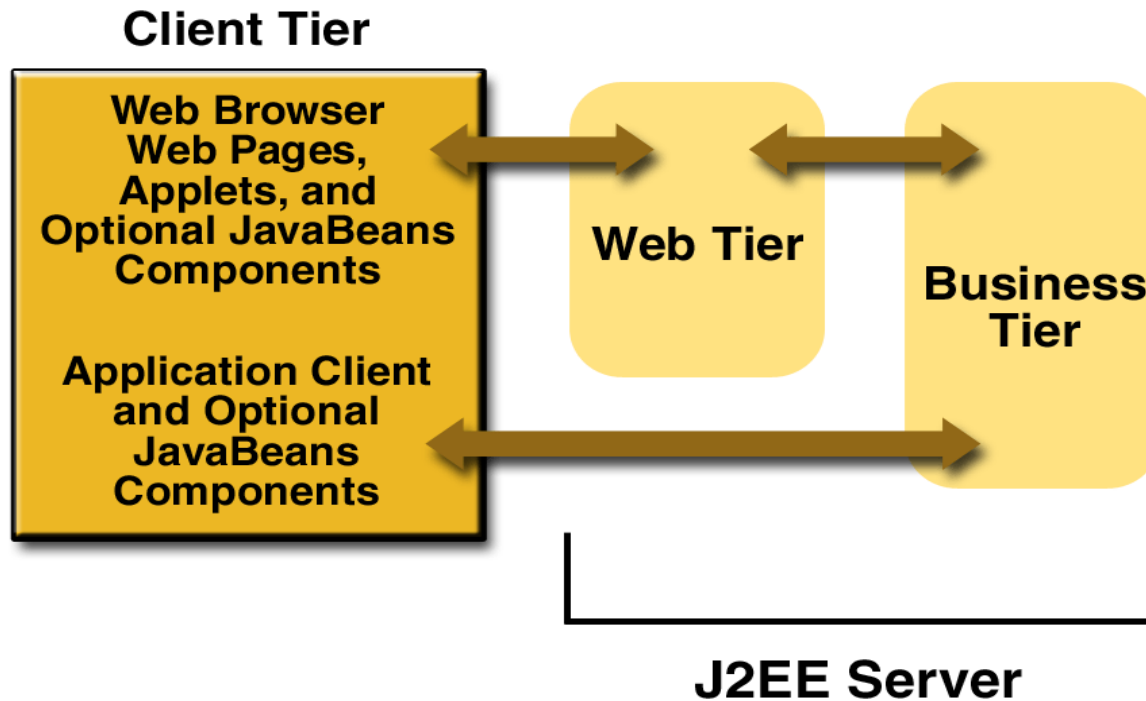 Client Tier
Web Browser
Web Pages,
Applets, and
Optional JavaBeans
Components
Application Client
and Optional
JavaBeans
Components
Web Tier
Business
Tier
J2EE Server